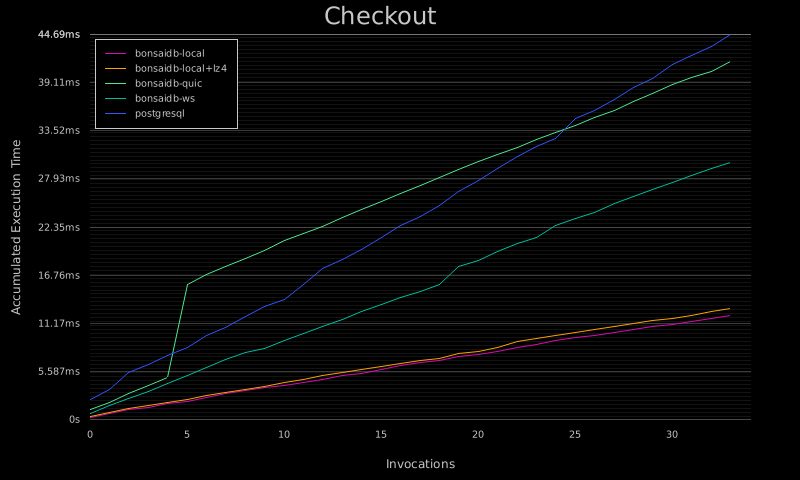 Checkout
44.69ms
39.11ms
33.52ms
27.93ms
22.35ms
16.76ms
11.17ms
5.587ms
0s
bonsaidb-local
bonsaidb-local+lz4
bonsaidb-quic
bonsaidb-ws
postgresql
Accumulated Execution Time
0 5 10 15 20 25 30
Invocations